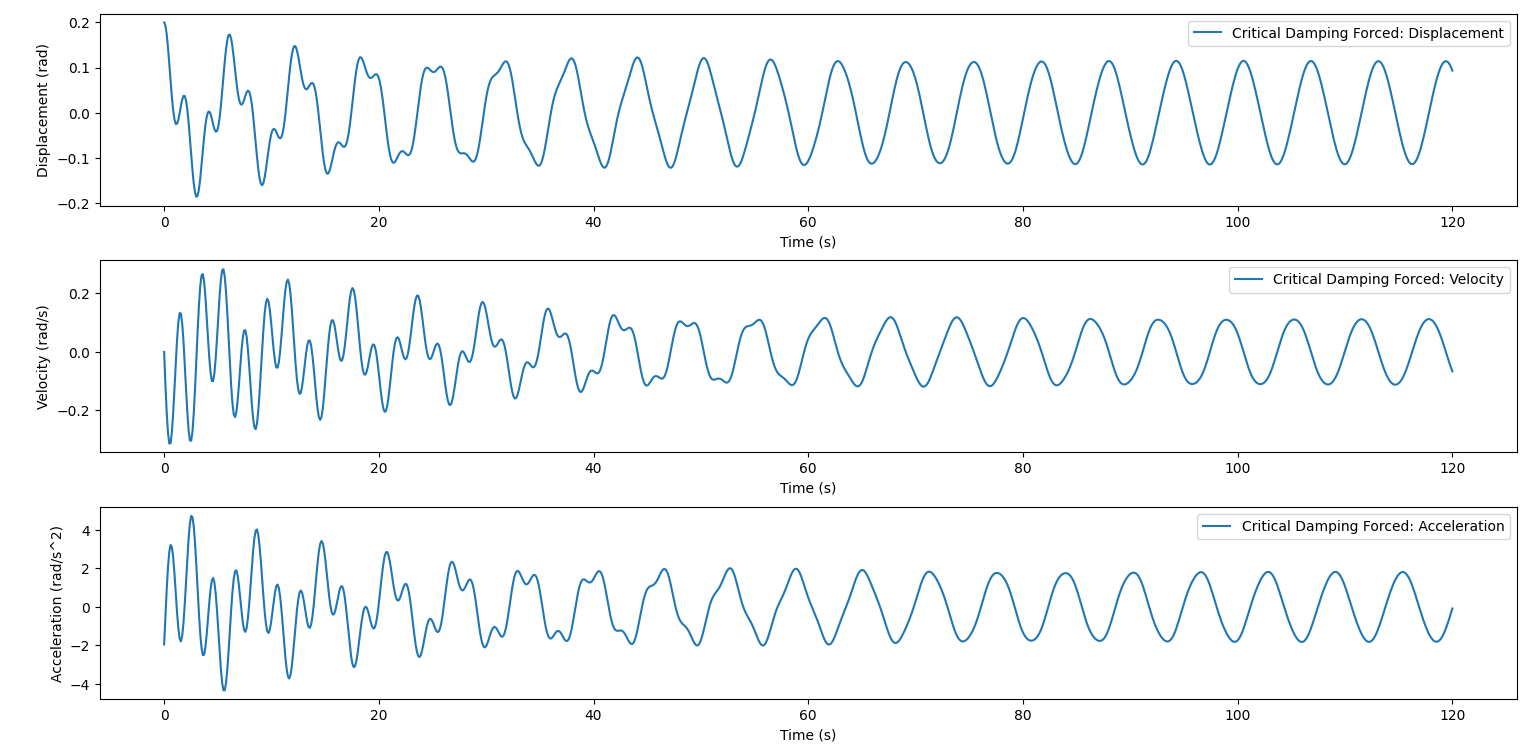 Critical Damping Forced: Displacement
Displacement (rad)
0.2
0.1
0.0
−0.1
−0.2
0 20 40 60 80 100 120
Time (s)
Critical Damping Forced: Velocity
Velocity (rad/s)
0.2
0.0
−0.2
0 20 40 60 80 100 120
Time (s)
Critical Damping Forced: Acceleration
Acceleration (rad/s^2)
4
2
0
−2
−4
0 20 40 60 80 100 120
Time (s)